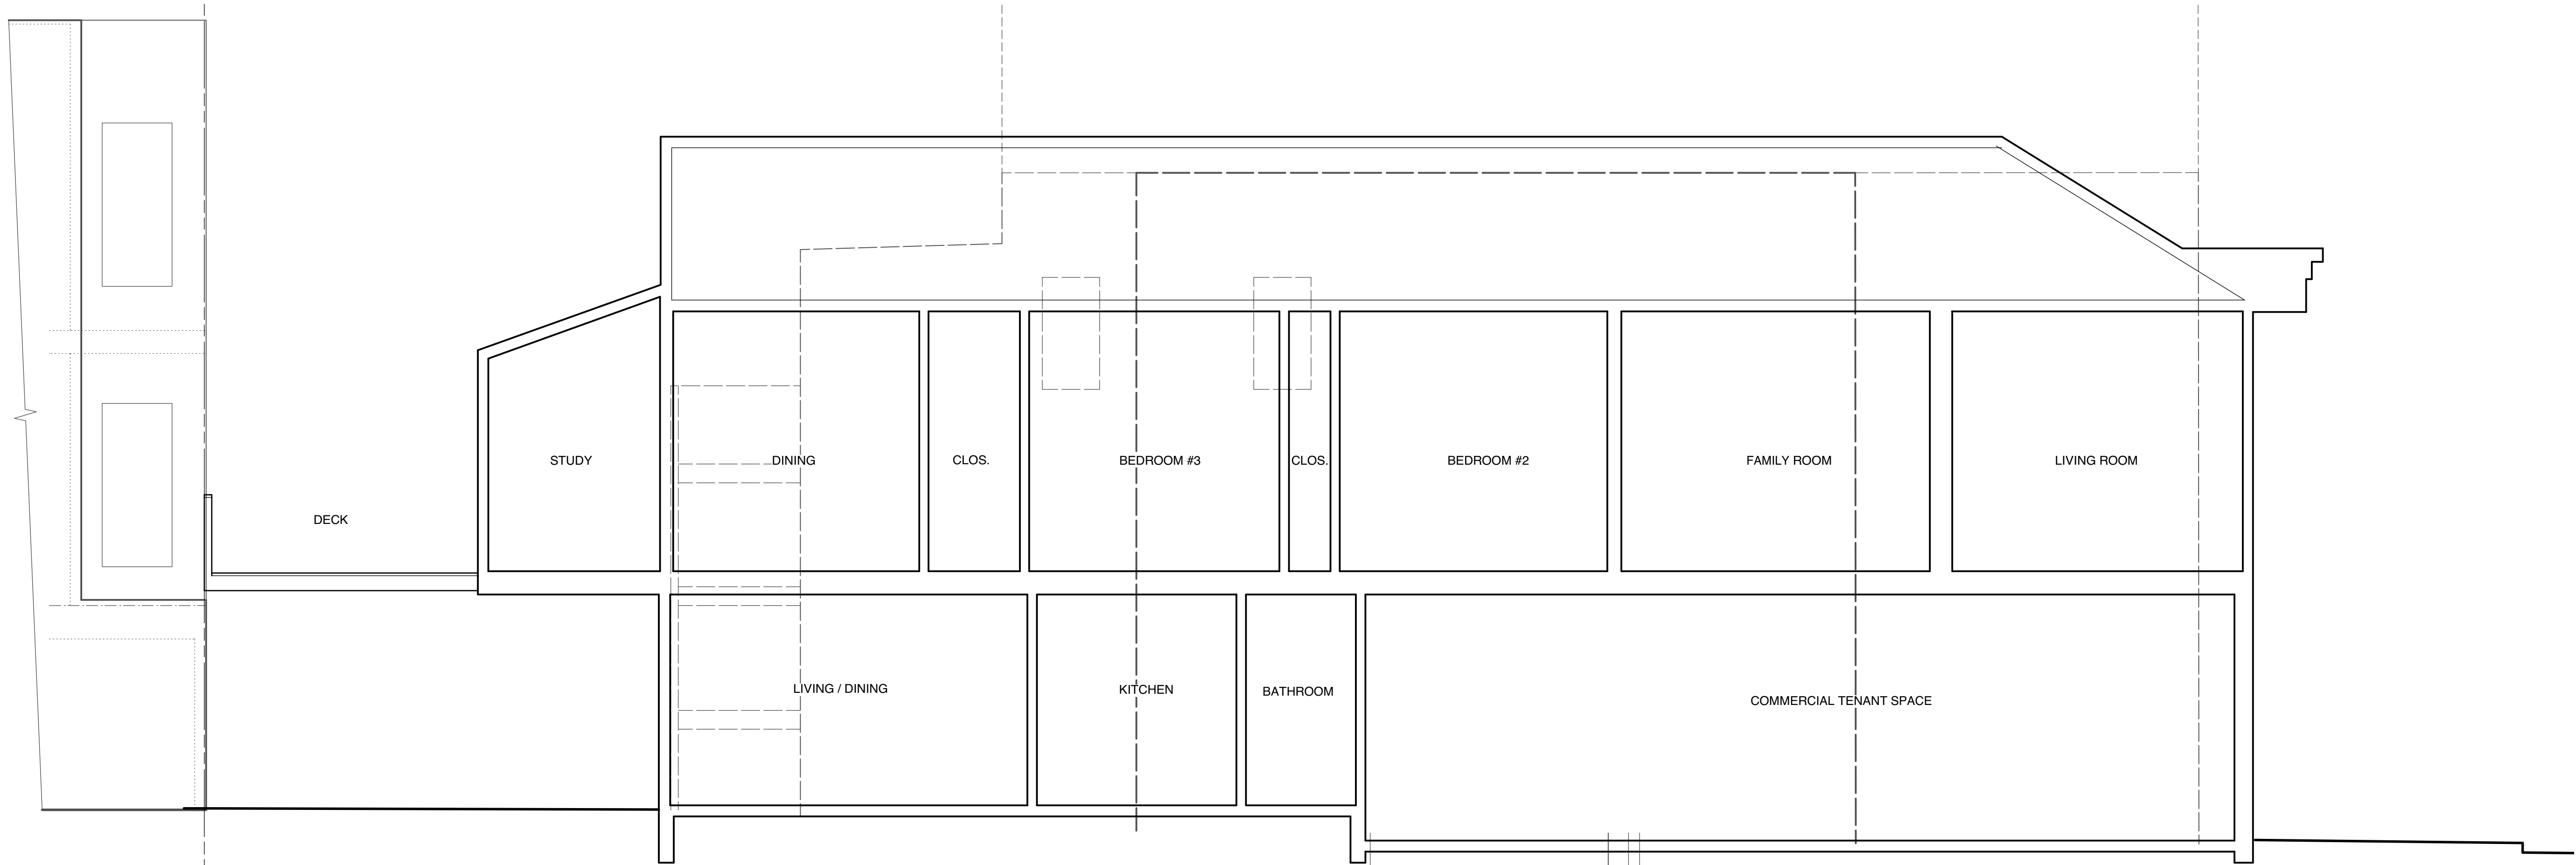 STUDY
DINING
CLOS.
BEDROOM #3
CLOS.
BEDROOM #2
FAMILY ROOM
LIVING ROOM
DECK
LIVING / DINING
KITCHEN
BATHROOM
COMMERCIAL TENANT SPACE